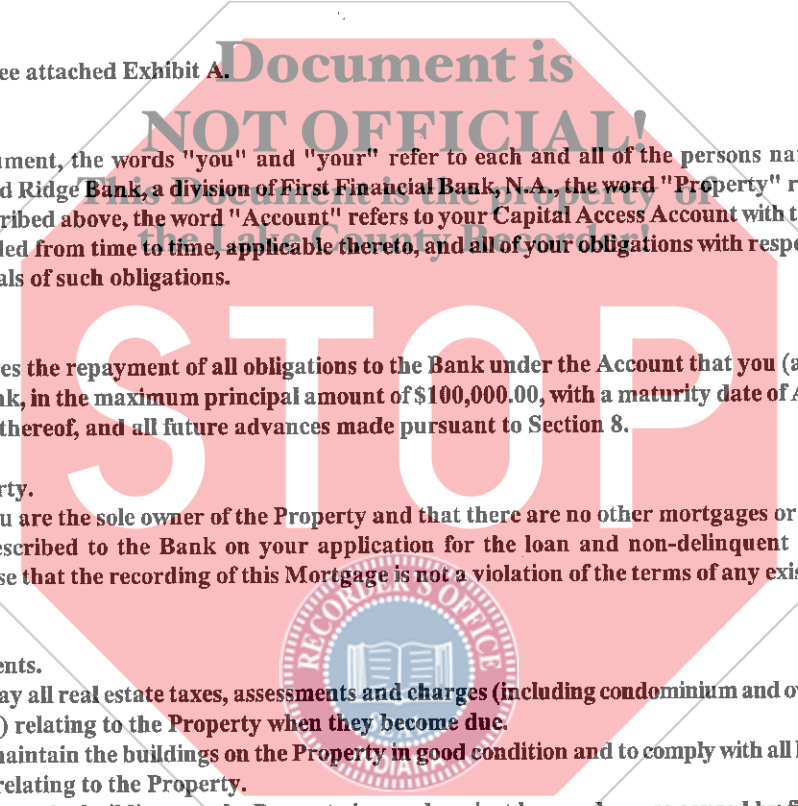 ee attached Exhibit A.
Document is
NOT OFFICIAL!
ument, the words "you" and "your" refer to each and all of the persons na
d Ridge Bank, a division of First Financial Bank, N.A., the word "Property" r
This Document is the property of
ribed above, the word "Account" refers to your Capital Access Account with t
the Lake County Recorder!
led from time to time, applicable thereto, and all of your obligations with respe
als of such obligations.
STOP
es the repayment of all obligations to the Bank under the Account that you (a
nk, in the maximum principal amount of $100,000.00, with a maturity date of A
thereof, and all future advances made pursuant to Section 8.
rty.
u are the sole owner of the Property and that there are no other mortgages or
escribed to the Bank on your application for the loan and non-delinquent
se that the recording of this Mortgage is not a violation of the terms of any exis
RECORDER'S OFFICE
ents.
ay all real estate taxes, assessments and charges (including condominium and ow
) relating to the Property when they become due.
maintain the buildings on the Property in good condition and to comply with all l
INDIANA
relating to the Property.